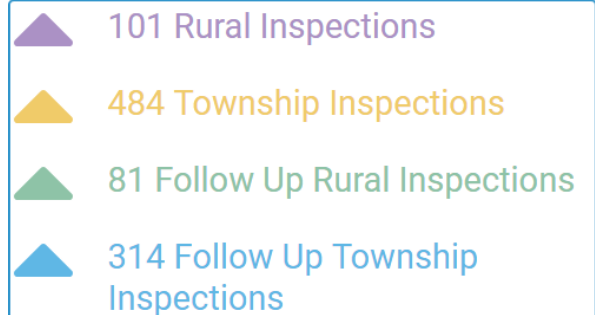 101 Rural Inspections
484 Township Inspections
81 Follow Up Rural Inspections
314 Follow Up Township
Inspections